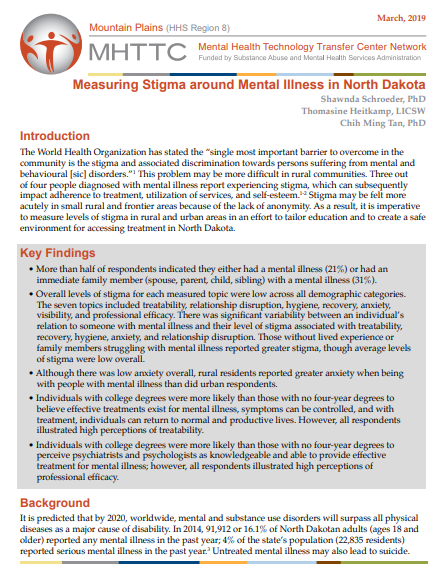 March, 2019
Mountain Plains (HHS Region 8)
MHTTC
Mental Health Technology Transfer Center Network
Funded by Substance Abuse and Mental Health Services Administration
Measuring Stigma around Mental Illness in North Dakota
Shawnda Schroeder, PhD
Thomasine Heitkamp, LICSW
Chih Ming Tan, PhD
Introduction
The World Health Organization has stated the “single most important barrier to overcome in the
community is the stigma and associated discrimination towards persons suffering from mental and
behavioural [sic] disorders.”¹ This problem may be more difficult in rural communities. Three out
of four people diagnosed with mental illness report experiencing stigma, which can subsequently
impact adherence to treatment, utilization of services, and self-esteem.¹⁻² Stigma may be felt more
acutely in small rural and frontier areas because of the lack of anonymity. As a result, it is imperative
to measure levels of stigma in rural and urban areas in an effort to tailor education and to create a safe
environment for accessing treatment in North Dakota.
Key Findings
• More than half of respondents indicated they either had a mental illness (21%) or had an
immediate family member (spouse, parent, child, sibling) with a mental illness (31%).
• Overall levels of stigma for each measured topic were low across all demographic categories.
The seven topics included treatability, relationship disruption, hygiene, recovery, anxiety,
visibility, and professional efficacy. There was significant variability between an individual’s
relation to someone with mental illness and their level of stigma associated with treatability,
recovery, hygiene, anxiety, and relationship disruption. Those without lived experience or
family members struggling with mental illness reported greater stigma, though average levels
of stigma were low overall.
• Although there was low anxiety overall, rural residents reported greater anxiety when being
with people with mental illness than did urban respondents.
• Individuals with college degrees were more likely than those with no four-year degrees to
believe effective treatments exist for mental illness, symptoms can be controlled, and with
treatment, individuals can return to normal and productive lives. However, all respondents
illustrated high perceptions of treatability.
• Individuals with college degrees were more likely than those with no four-year degrees to
perceive psychiatrists and psychologists as knowledgeable and able to provide effective
treatment for mental illness; however, all respondents illustrated high perceptions of
professional efficacy.
Background
It is predicted that by 2020, worldwide, mental and substance use disorders will surpass all physical
diseases as a major cause of disability. In 2014, 91,912 or 16.1% of North Dakotan adults (ages 18 and
older) reported any mental illness in the past year; 4% of the state’s population (22,835 residents)
reported serious mental illness in the past year.³ Untreated mental illness may also lead to suicide.